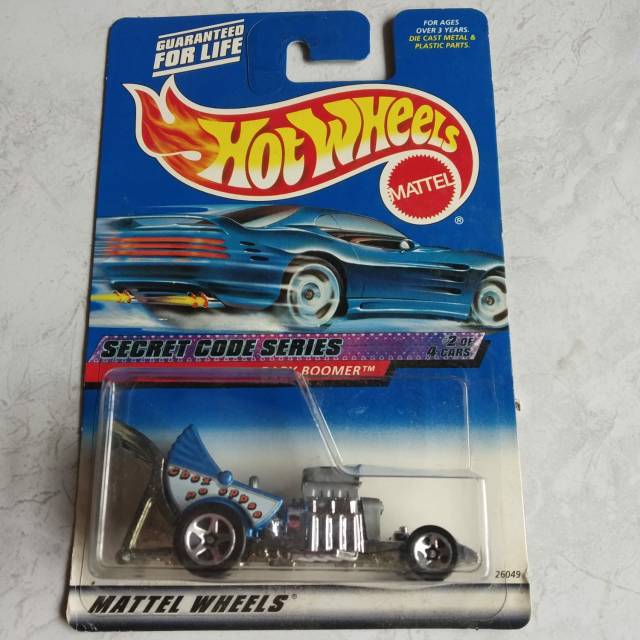 GUARANTEED
FOR LIFE
FOR AGES
OVER 3 YEARS.
DIE CAST METAL &
PLASTIC PARTS.
HOT WHEELS
MATTEL
®
SECRET CODE SERIES
2 OF
4 CARS
BABY BOOMER™
26049
MATTEL WHEELS®